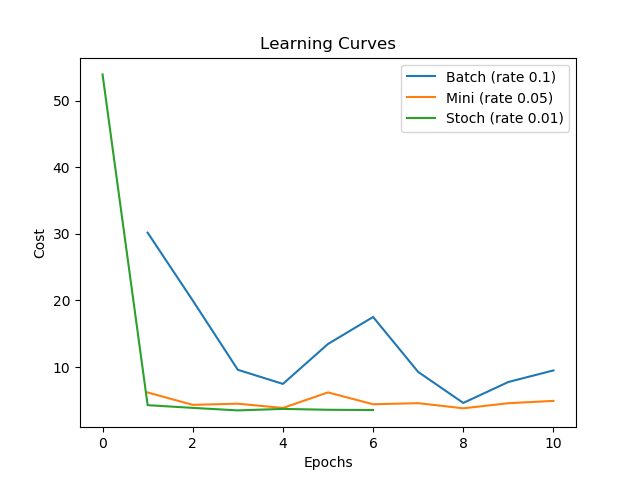 Learning Curves
Batch (rate 0.1)
Mini (rate 0.05)
Stoch (rate 0.01)
Cost
50
40
30
20
10
0 2 4 6 8 10
Epochs